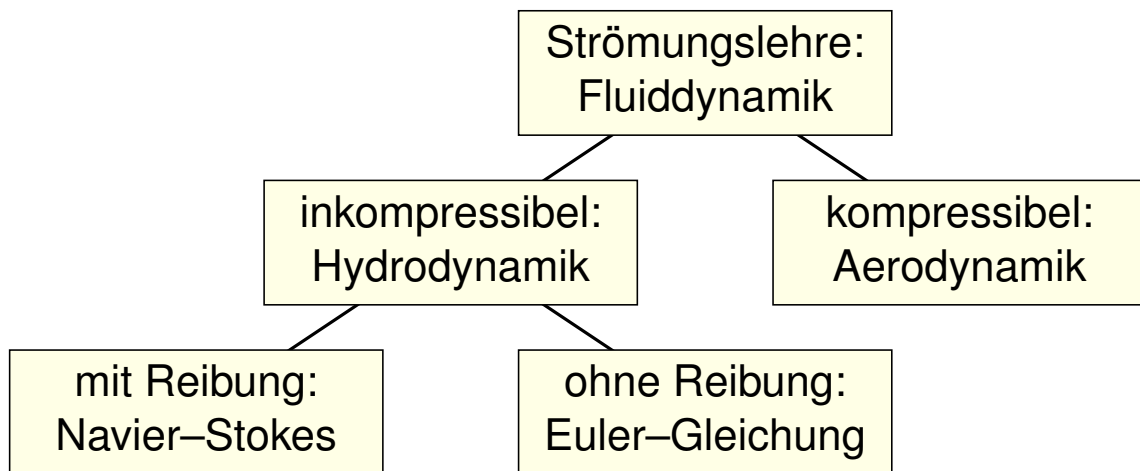 Strömungslehre:
Fluiddynamik
inkompressibel:
Hydrodynamik
kompressibel:
Aerodynamik
mit Reibung:
Navier–Stokes
ohne Reibung:
Euler–Gleichung